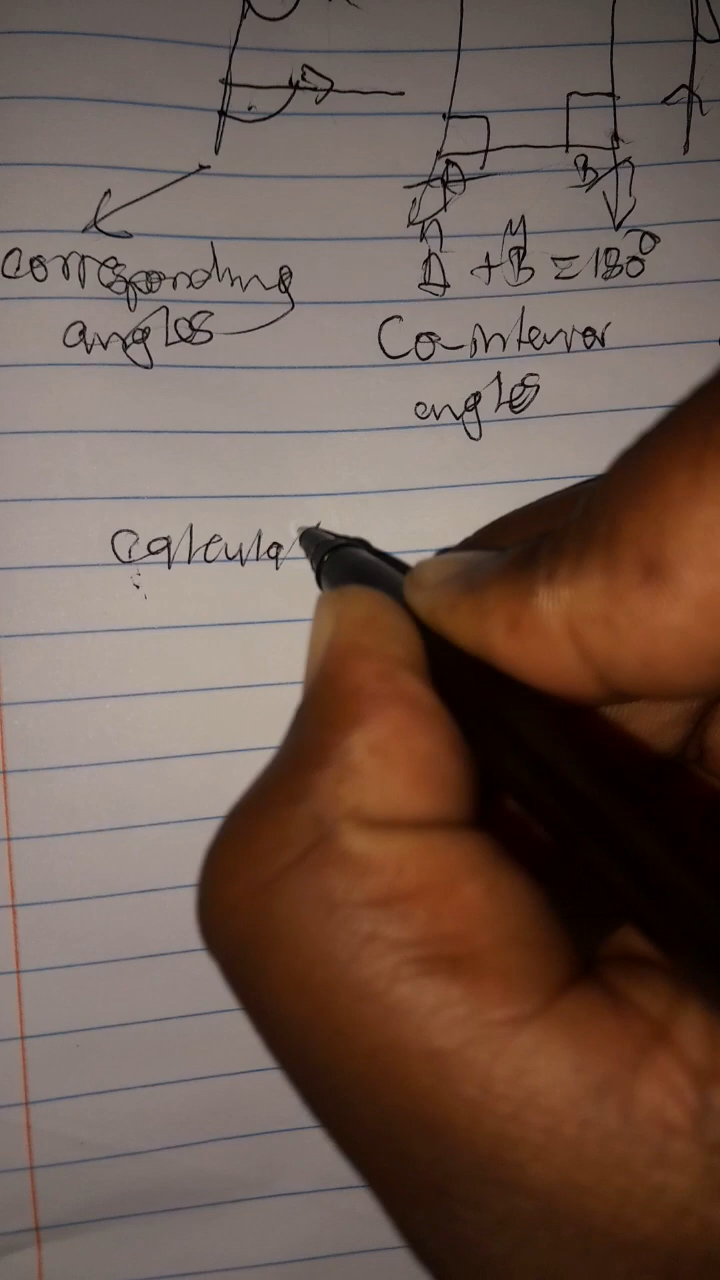 A B
Â + B̂ = 180°
corresponding
angles
Co-interior
angles
Calcula